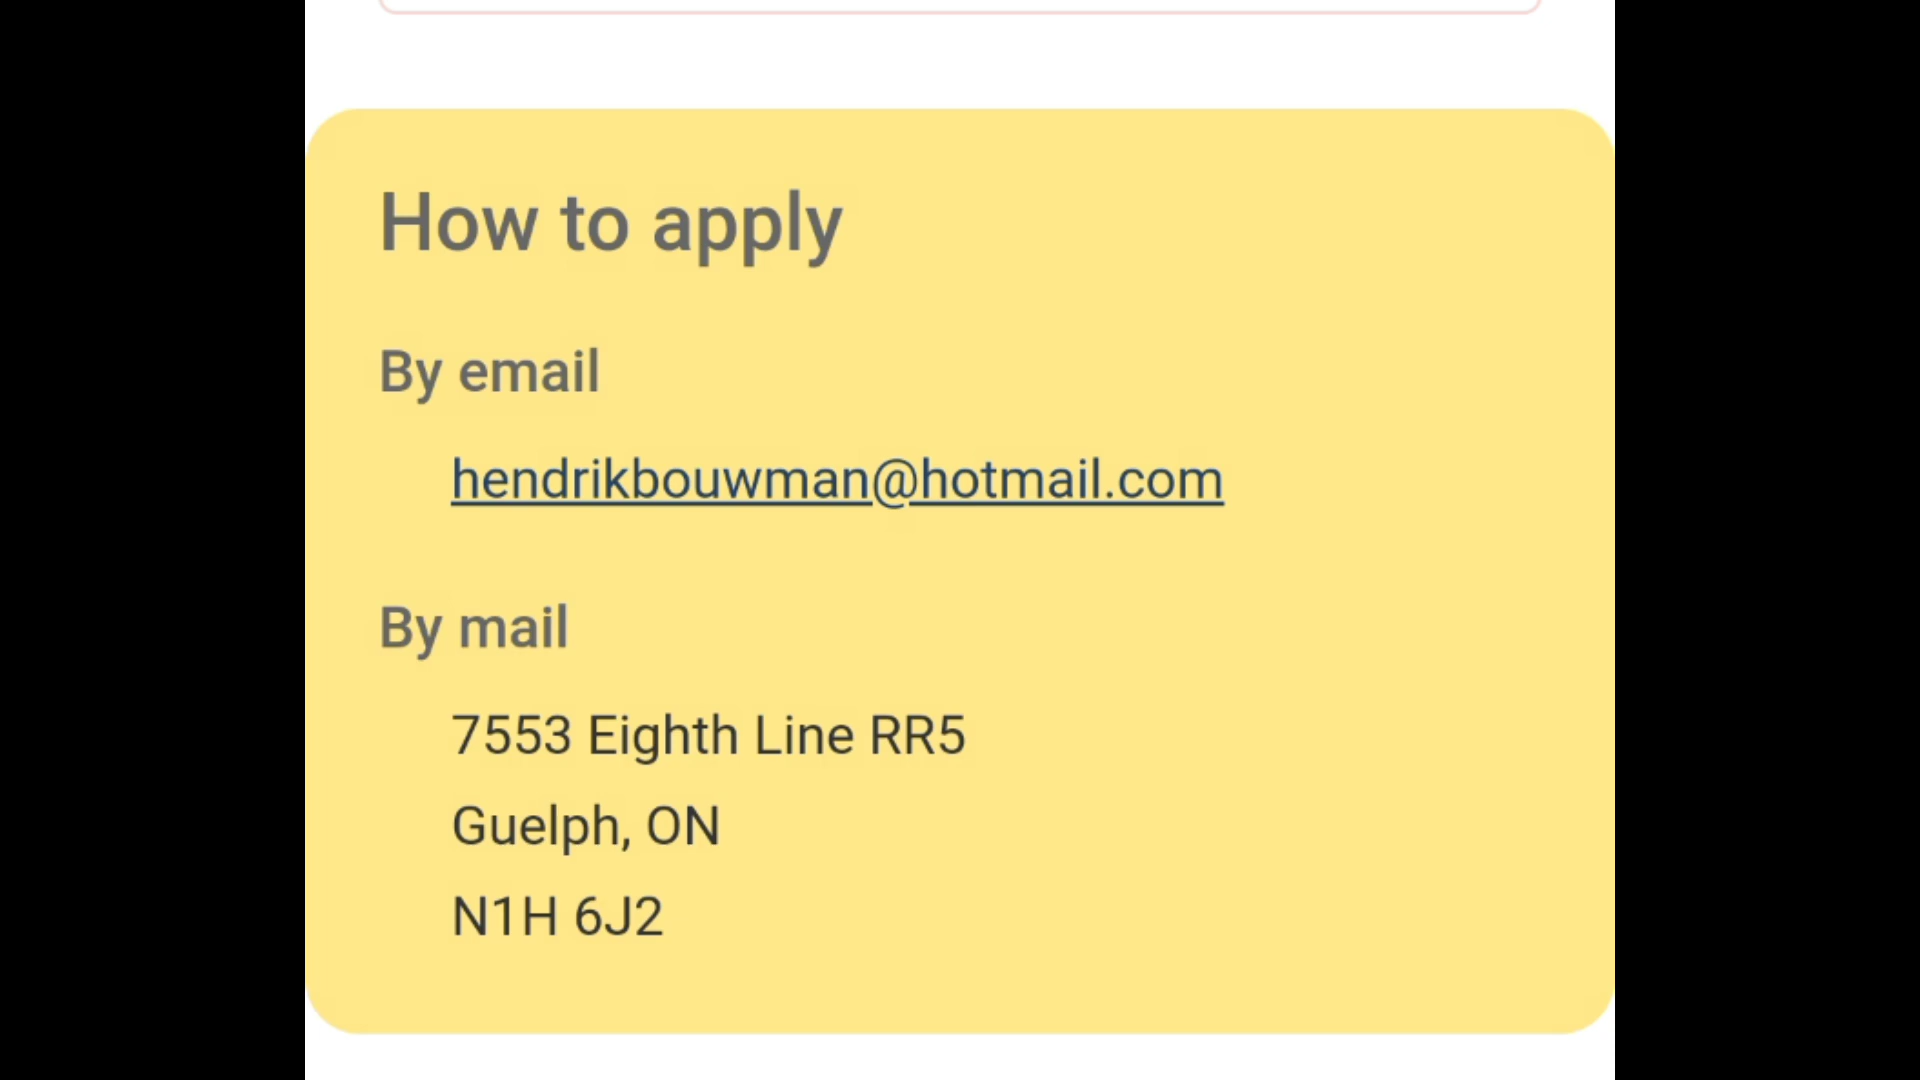 How to apply
By email
hendrikbouwman@hotmail.com
By mail
7553 Eighth Line RR5
Guelph, ON
N1H 6J2